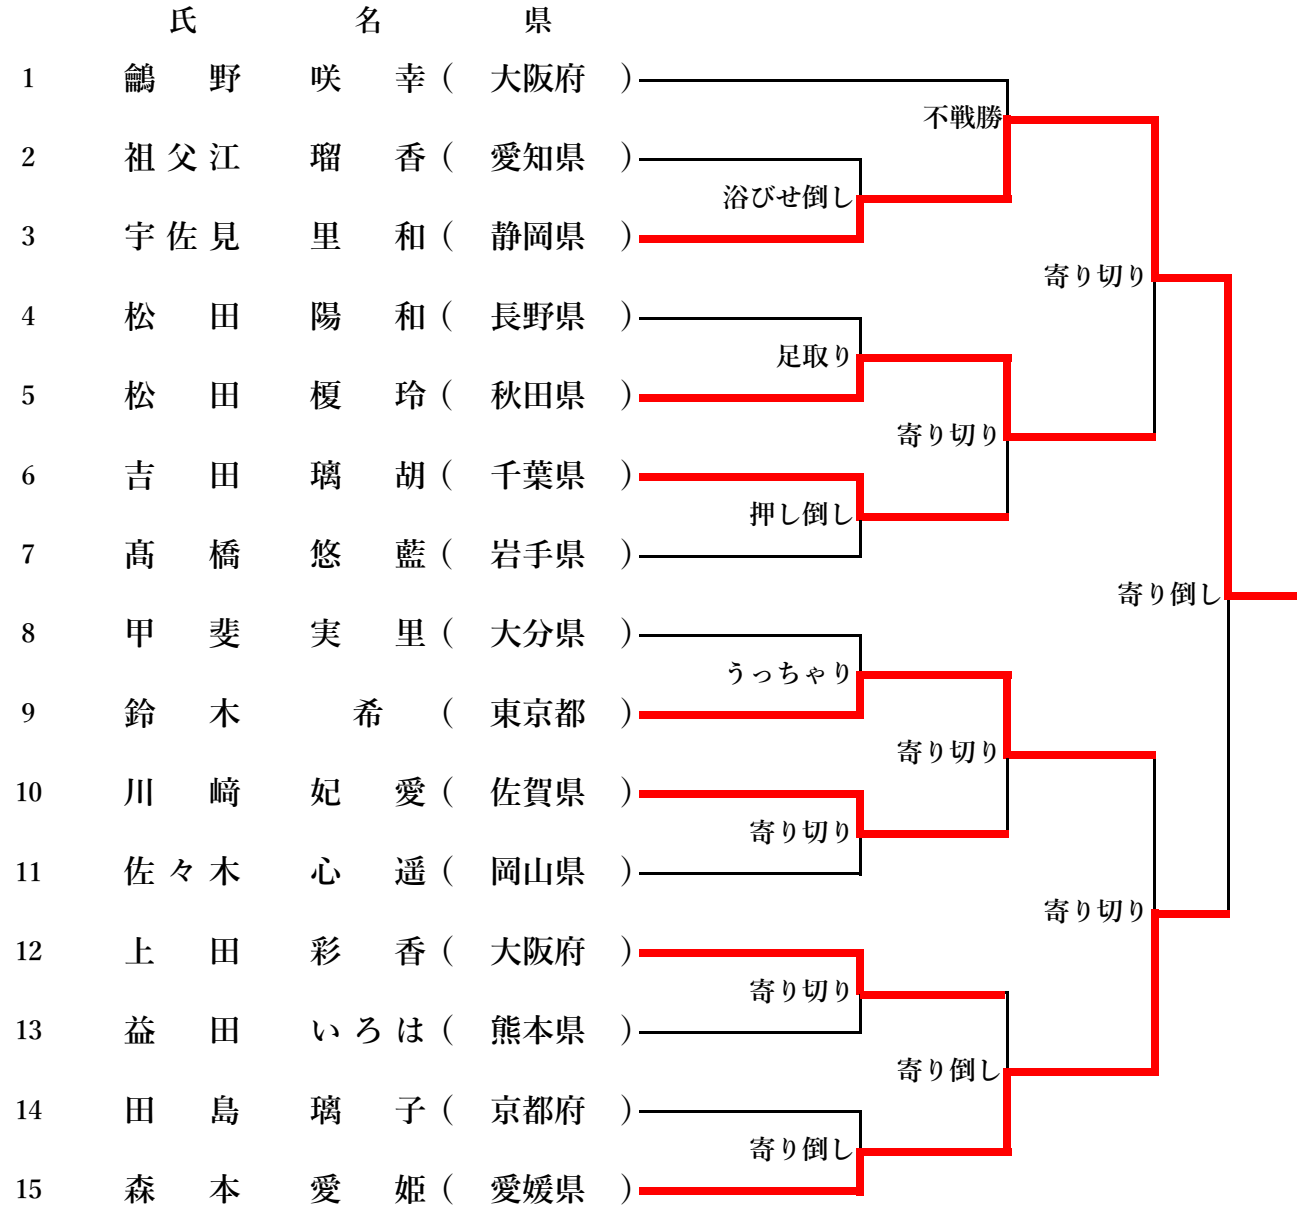 氏 名 県
1 鸙野 咲幸 ( 大阪府 )
不戦勝
2 祖父江 瑠香 ( 愛知県 )
浴びせ倒し
3 宇佐見 里和 ( 静岡県 )
寄り切り
4 松田 陽和 ( 長野県 )
足取り
5 松田 榎玲 ( 秋田県 )
寄り切り
6 吉田 璃胡 ( 千葉県 )
押し倒し
7 髙橋 悠藍 ( 岩手県 )
寄り倒し
8 甲斐 実里 ( 大分県 )
うっちゃり
9 鈴木 希 ( 東京都 )
寄り切り
10 川﨑 妃愛 ( 佐賀県 )
寄り切り
11 佐々木 心遥 ( 岡山県 )
寄り切り
12 上田 彩香 ( 大阪府 )
寄り切り
13 益田 いろは ( 熊本県 )
寄り倒し
14 田島 璃子 ( 京都府 )
寄り倒し
15 森本 愛姫 ( 愛媛県 )